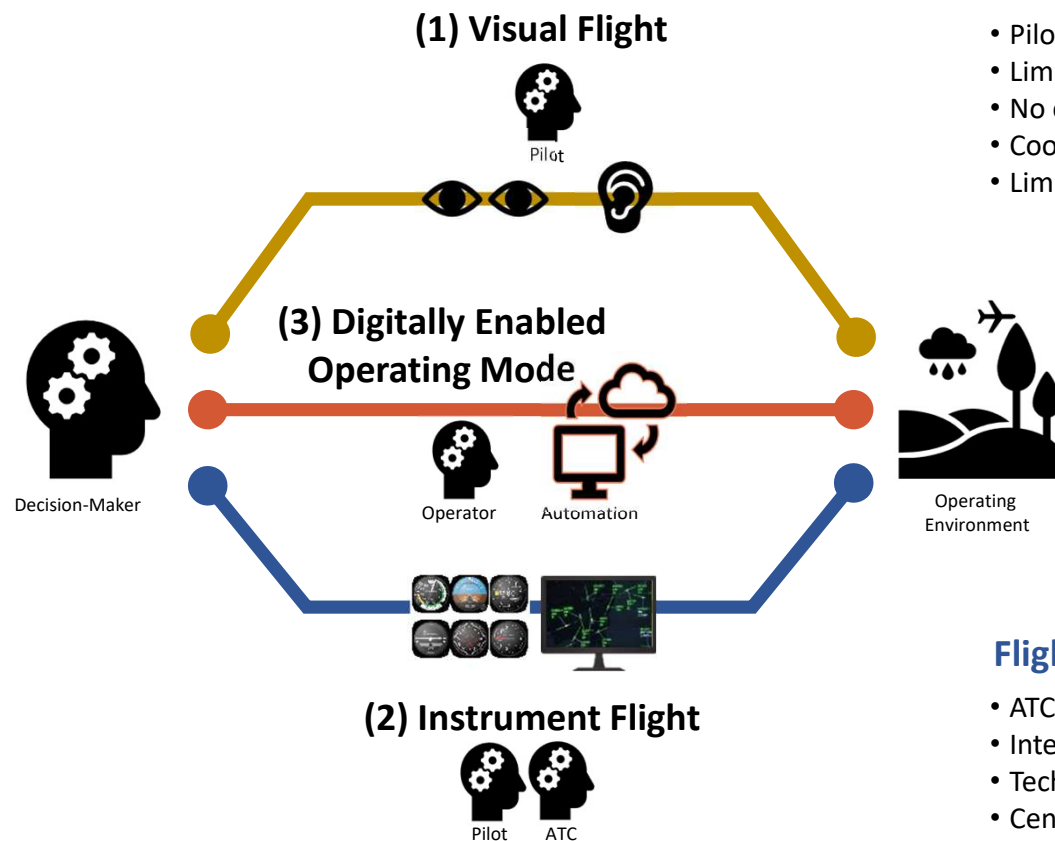 (1) Visual Flight
Pilot
(3) Digitally Enabled
Operating Mode
Decision-Maker
Operator
Automation
Operating
Environment
(2) Instrument Flight
Pilot
ATC
• ATC